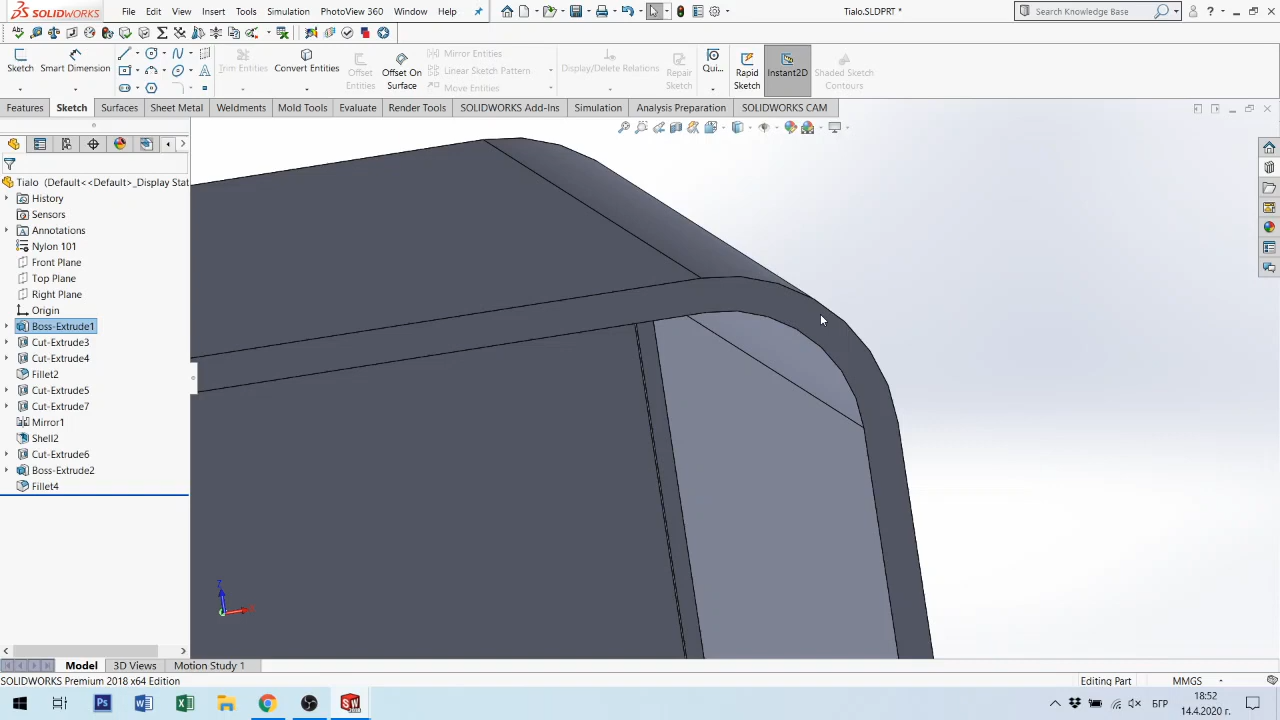 SOLIDWORKS
File
Edit
View
Insert
Tools
Simulation
PhotoView 360
Window
Help
Tialo.SLDPRT *
Search Knowledge Base
Sketch
Smart Dimension
Trim Entities
Convert Entities
Offset Entities
Offset On Surface
Mirror Entities
Linear Sketch Pattern
Move Entities
Display/Delete Relations
Repair Sketch
Qui...
Rapid Sketch
Instant2D
Shaded Sketch Contours
Features
Sketch
Surfaces
Sheet Metal
Weldments
Mold Tools
Evaluate
Render Tools
SOLIDWORKS Add-Ins
Simulation
Analysis Preparation
SOLIDWORKS CAM
Tialo (Default<<Default>_Display Stat
History
Sensors
Annotations
Nylon 101
Front Plane
Top Plane
Right Plane
Origin
Boss-Extrude1
Cut-Extrude3
Cut-Extrude4
Fillet2
Cut-Extrude5
Cut-Extrude7
Mirror1
Shell2
Cut-Extrude6
Boss-Extrude2
Fillet4
Z
Model
3D Views
Motion Study 1
SOLIDWORKS Premium 2018 x64 Edition
Editing Part
MMGS
Ps
БГР
18:52
14.4.2020 г.